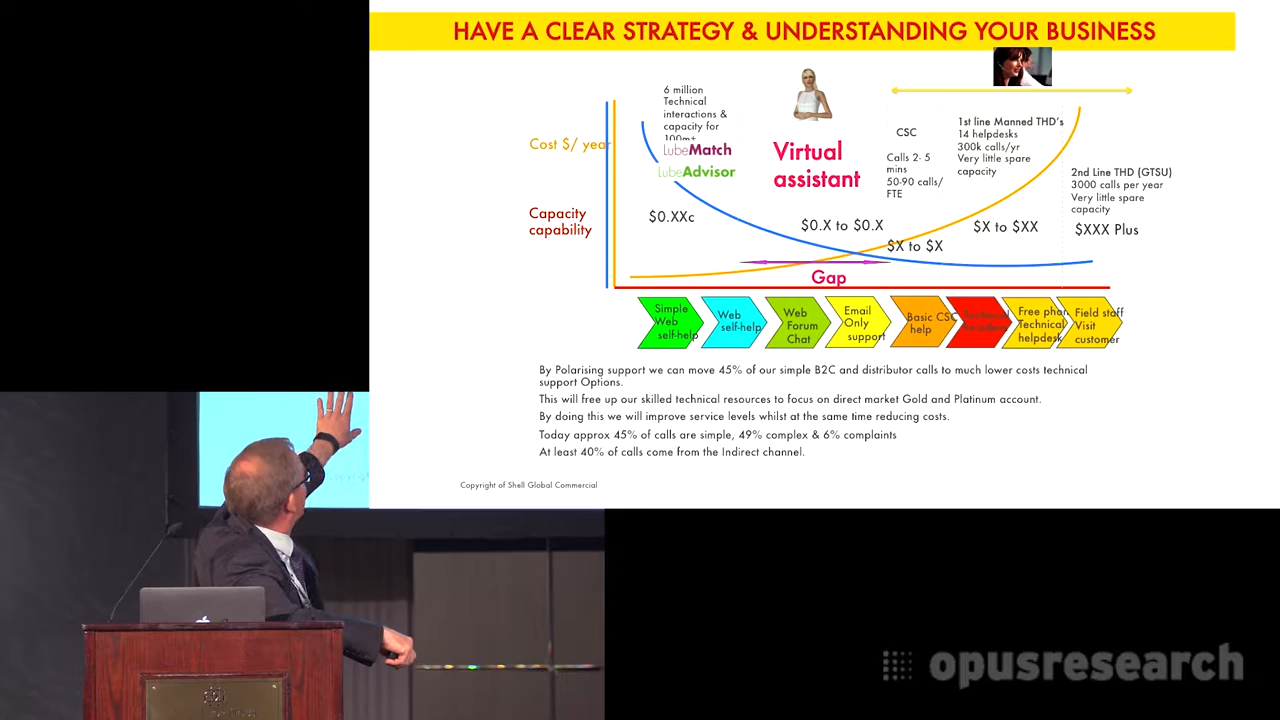 HAVE A CLEAR STRATEGY & UNDERSTANDING YOUR BUSINESS
Cost $/ year
Capacity
capability
6 million
Technical
interactions &
capacity for
100m+
LubeMatch
LubeAdvisor
$0.XXc
Virtual
assistant
$0.X to $0.X
CSC
Calls 2- 5
mins
50-90 calls/
FTE
$X to $X
1st line Manned THD's
14 helpdesks
300k calls/yr
Very little spare
capacity
$X to $XX
2nd Line THD (GTSU)
3000 calls per year
Very little spare
capacity
$XXX Plus
Gap
Simple
Web
self-help
Web
self-help
Web
Forum
Chat
Email
Only
support
Basic CSC
help
Technical
helpdesk
Free phon
Technical
helpdesk
Field staff
Visit
customer
By Polarising support we can move 45% of our simple B2C and distributor calls to much lower costs technical
support Options.
This will free up our skilled technical resources to focus on direct market Gold and Platinum account.
By doing this we will improve service levels whilst at the same time reducing costs.
Today approx 45% of calls are simple, 49% complex & 6% complaints
At least 40% of calls come from the Indirect channel.
Copyright of Shell Global Commercial
opusresearch